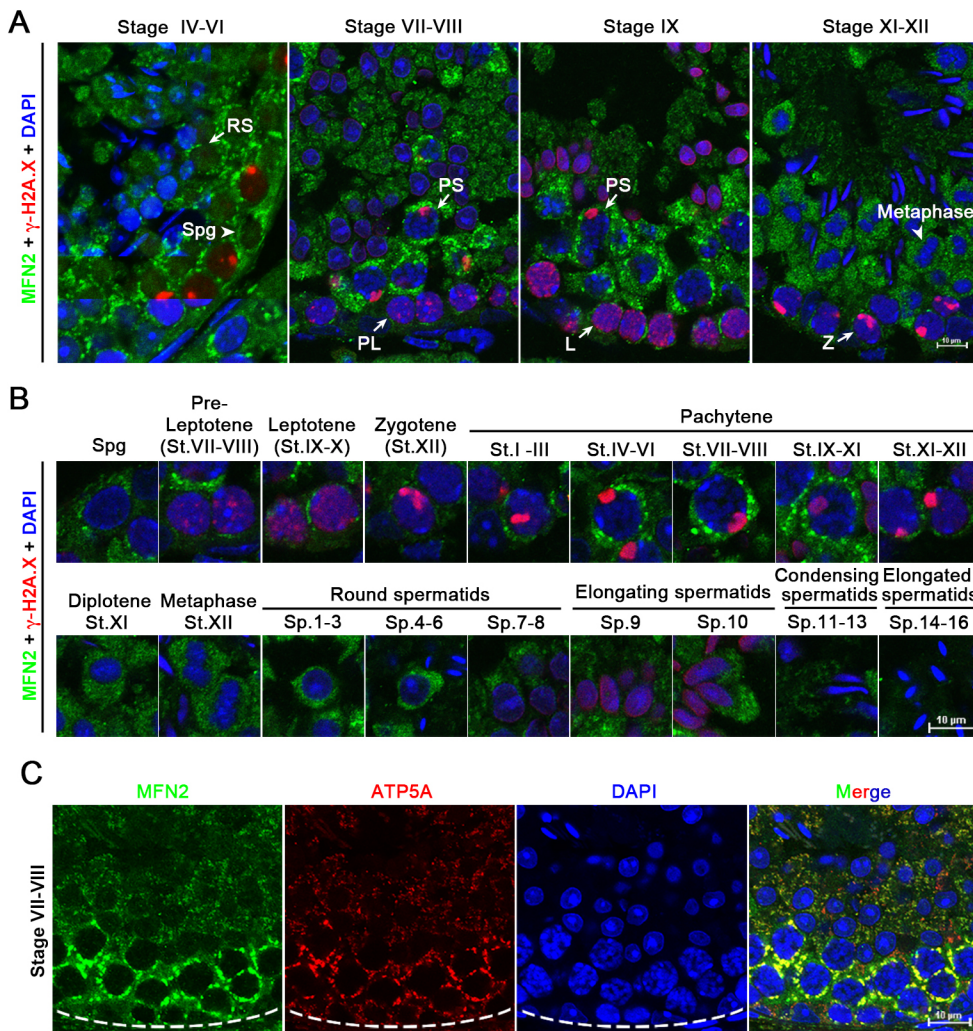 A
Stage IV-VI
Stage VII-VIII
Stage IX
Stage XI-XII
MFN2 + γ-H2A.X + DAPI
RS
Spg
PS
PL
PS
L
Metaphase
Z
10 µm
B
Spg
Pre-
Leptotene
(St.VII-VIII)
Leptotene
(St.IX-X)
Zygotene
(St.XII)
Pachytene
St.I -III
St.IV-VI
St.VII-VIII
St.IX-XI
St.XI-XII
MFN2 + γ-H2A.X + DAPI
Diplotene
St.XI
Metaphase
St.XII
Round spermatids
Sp.1-3
Sp.4-6
Sp.7-8
Elongating spermatids
Sp.9
Sp.10
Condensing
spermatids
Sp.11-13
Elongated
spermatids
Sp.14-16
10 µm
C
MFN2
ATP5A
DAPI
Merge
Stage VII-VIII
10 µm